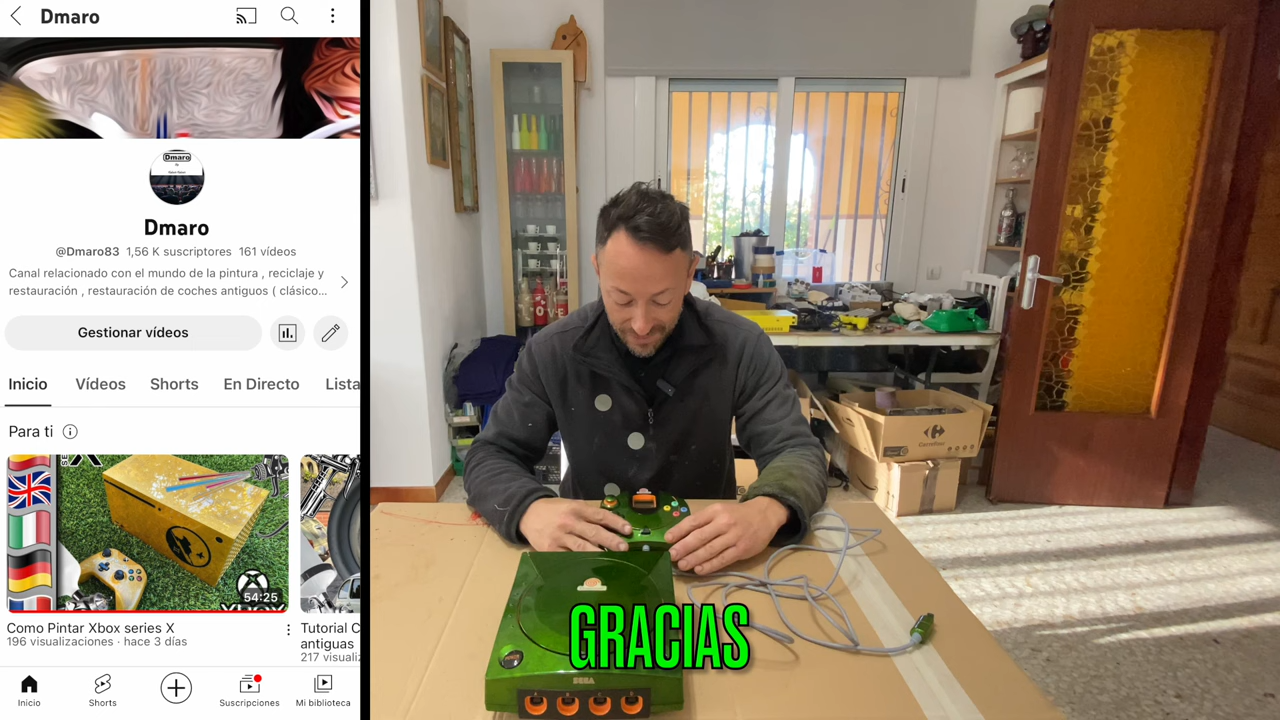 Dmaro
Dmaro
Dmaro
@Dmaro83 1,56 K suscriptores 161 vídeos
Canal relacionado con el mundo de la pintura , reciclaje y
restauración , restauración de coches antiguos ( clásico...
Gestionar vídeos
Inicio Vídeos Shorts En Directo Lista
Para ti
XBOX
54:25
Como Pintar Xbox series X
196 visualizaciones · hace 3 días
Tutorial C
antiguas
217 visuali
Inicio Shorts Suscripciones Mi biblioteca
Carrefour
GRACIAS
SEGA